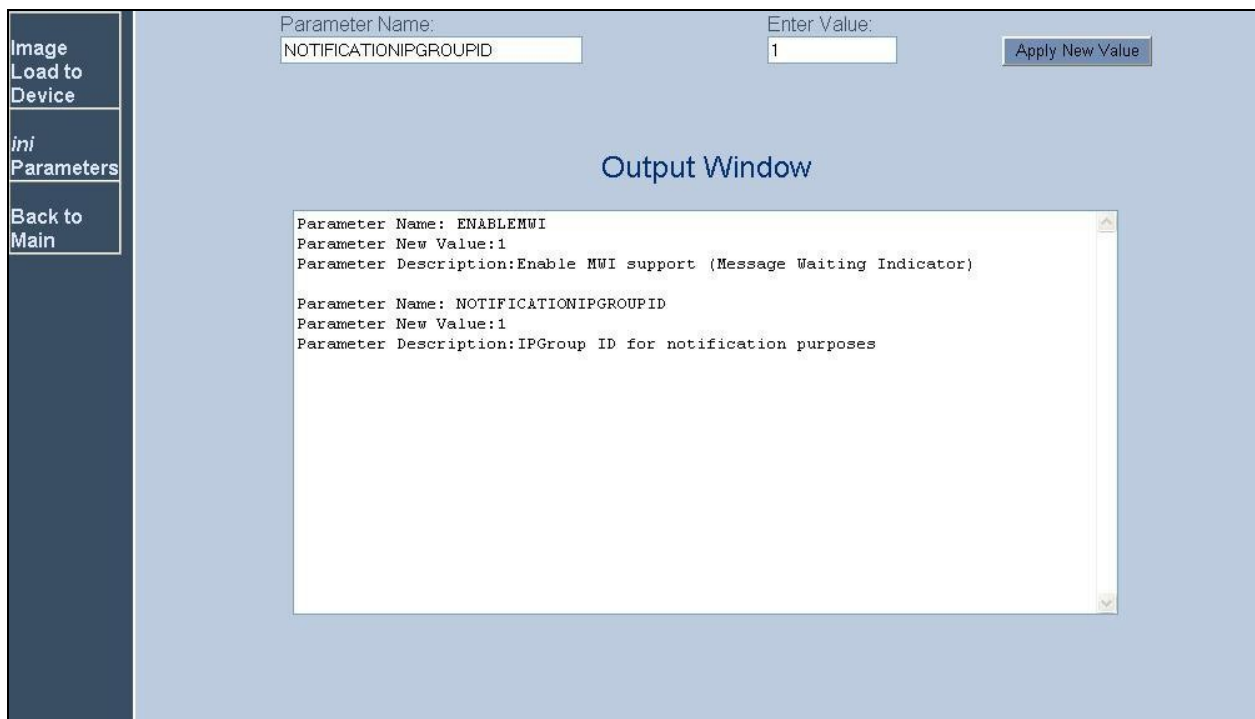 Image
Load to
Device
ini
Parameters
Back to
Main
Parameter Name:
NOTIFICATIONIPGROUPID
Enter Value:
1
Apply New Value
Output Window
Parameter Name: ENABLEMWI
Parameter New Value:1
Parameter Description:Enable MWI support (Message Waiting Indicator)
Parameter Name: NOTIFICATIONIPGROUPID
Parameter New Value:1
Parameter Description:IPGroup ID for notification purposes